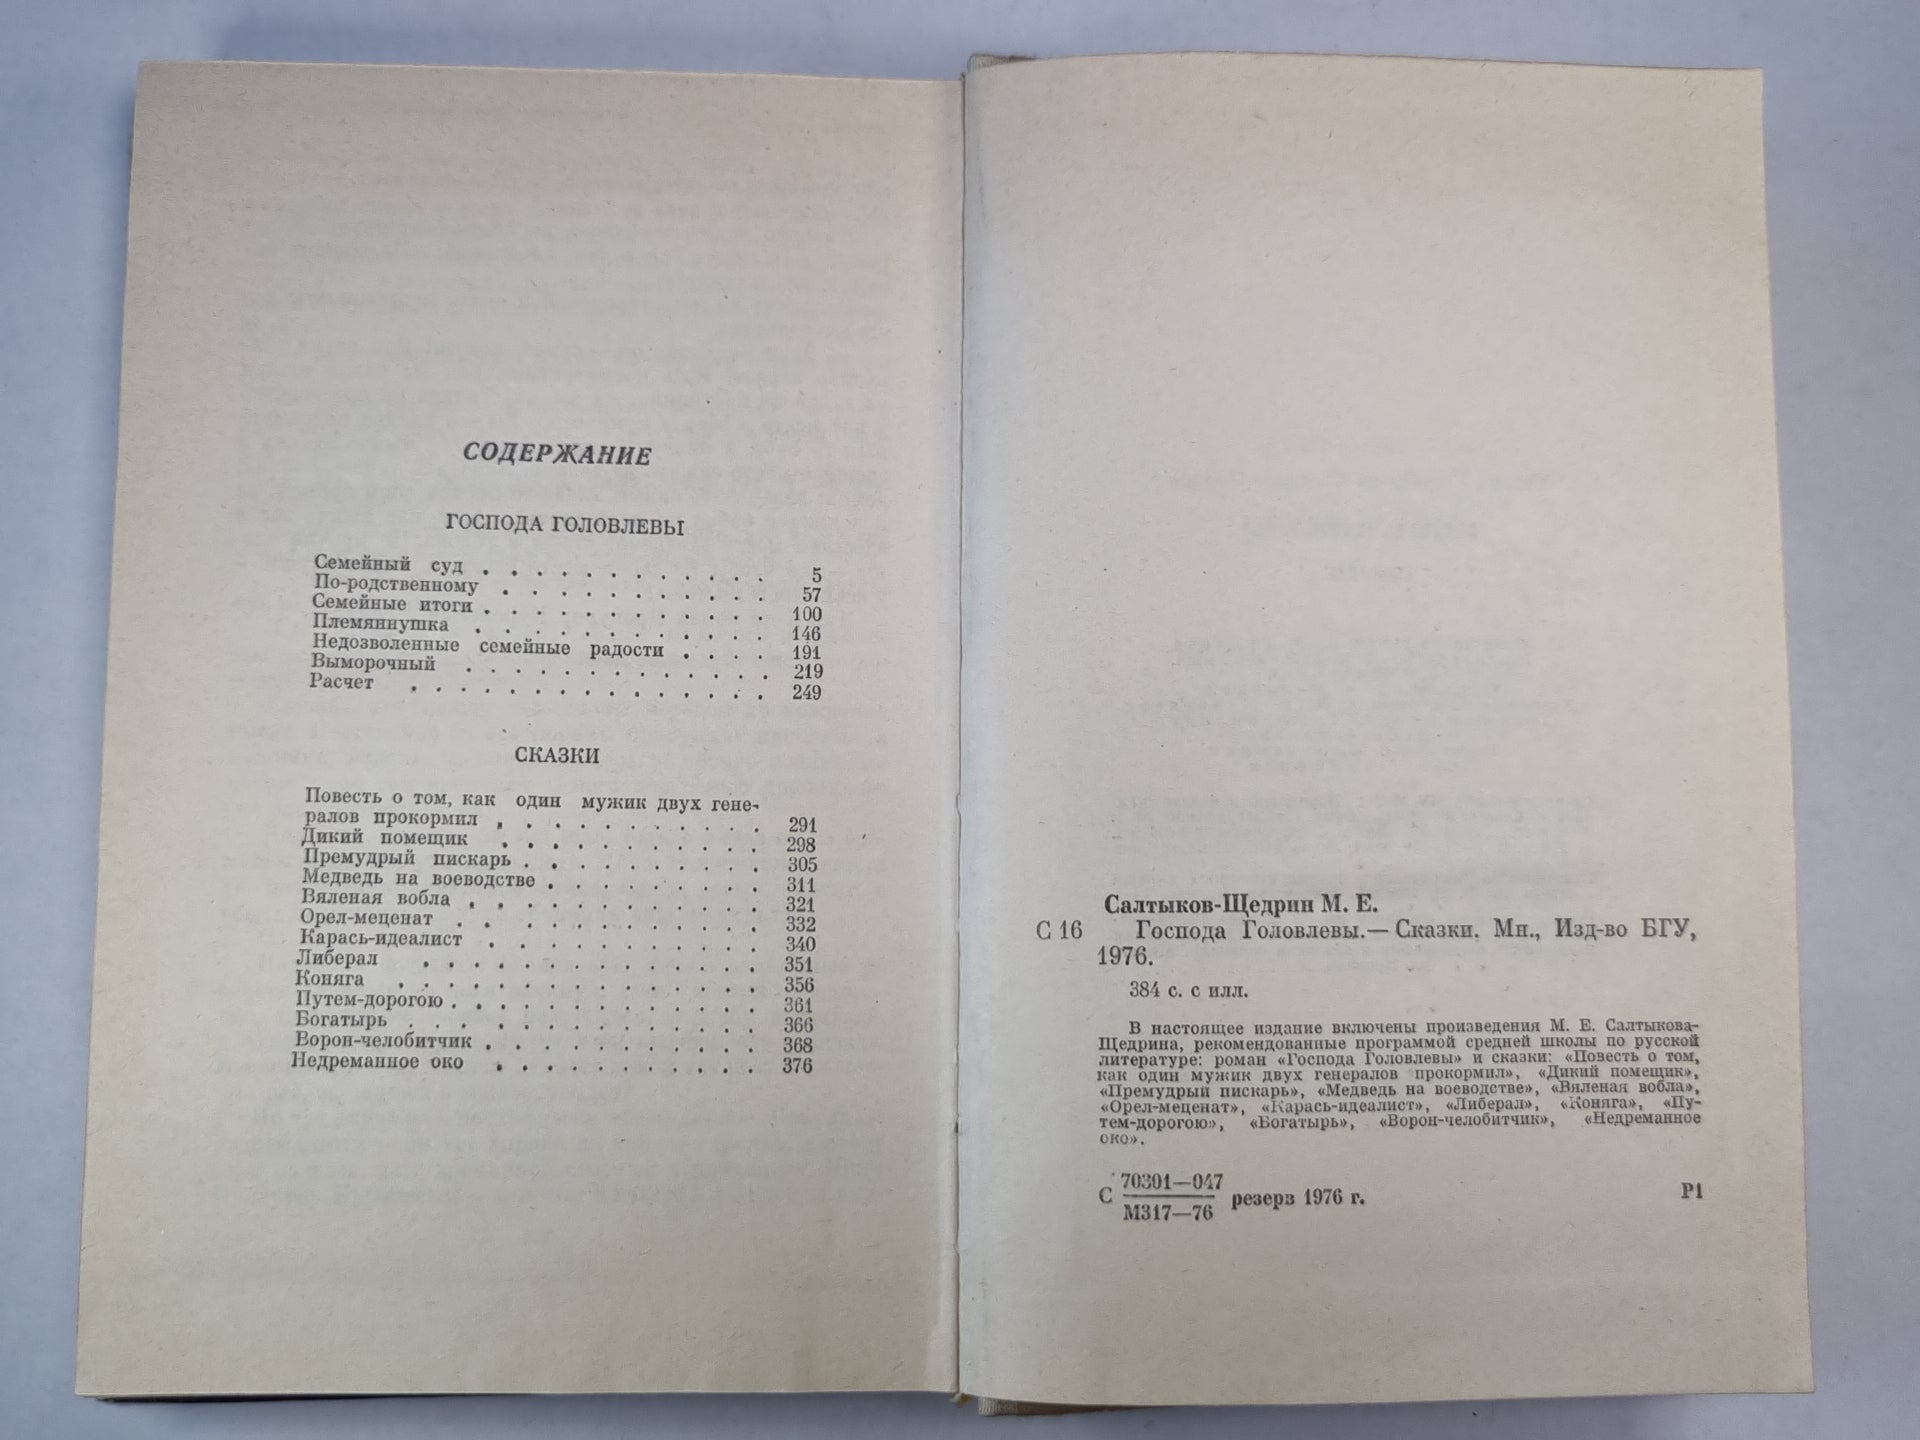 СОДЕРЖАНИЕ
ГОСПОДА ГОЛОВЛЕВЫ
Семейный суд . . . . . . . . . . . . 5
По-родственному . . . . . . . . . . . 57
Семейные итоги . . . . . . . . . . . . 100
Племяннушка . . . . . . . . . . . . 146
Недозволенные семейные радости . . . . 191
Выморочный . . . . . . . . . . . . . 219
Расчет . . . . . . . . . . . . . . . 249
СКАЗКИ
Повесть о том, как один мужик двух гене-
ралов прокормил . . . . . . . . . . 291
Дикий помещик . . . . . . . . . . . 298
Премудрый пискарь . . . . . . . . . . 305
Медведь на воеводстве . . . . . . . . . 311
Вяленая вобла . . . . . . . . . . . . 321
Орел-меценат . . . . . . . . . . . . 332
Карась-идеалист . . . . . . . . . . . 340
Либерал . . . . . . . . . . . . . . 351
Коняга . . . . . . . . . . . . . . . 356
Путем-дорогою . . . . . . . . . . . . 361
Богатырь . . . . . . . . . . . . . . 366
Ворон-челобитчик . . . . . . . . . . . 368
Недреманное око . . . . . . . . . . . 376
Салтыков-Щедрин М. Е.
С 16 Господа Головлевы.— Сказки. Мн., Изд-во БГУ,
1976.
384 с. с илл.
В настоящее издание включены произведения М. Е. Салтыкова-
Щедрина, рекомендованные программой средней школы по русской
литературе: роман «Господа Головлевы» и сказки: «Повесть о том,
как один мужик двух генералов прокормил», «Дикий помещик»,
«Премудрый пискарь», «Медведь на воеводстве», «Вяленая вобла»,
«Орел-меценат», «Карась-идеалист», «Либерал», «Коняга», «Пу-
тем-дорогою», «Богатырь», «Ворон-челобитчик», «Недреманное
око».
70301—047
С резерв 1976 г. Р1
М317—76